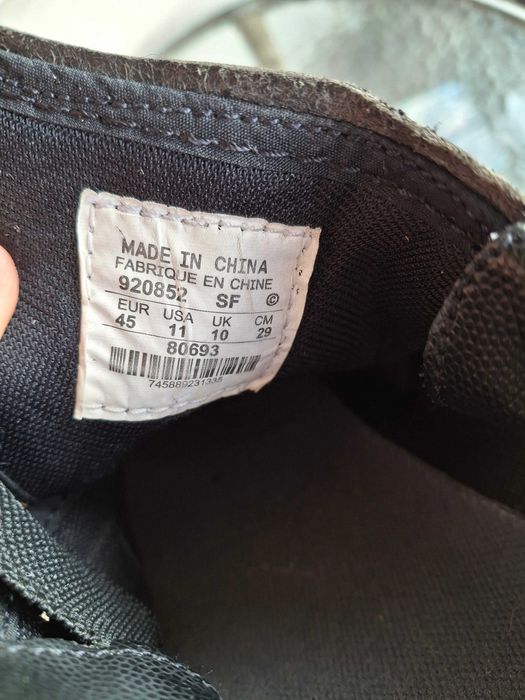 MADE IN CHINA
FABRIQUE EN CHINE
920852 SF ©
EUR USA UK CM
45 11 10 29
80693
745889231335